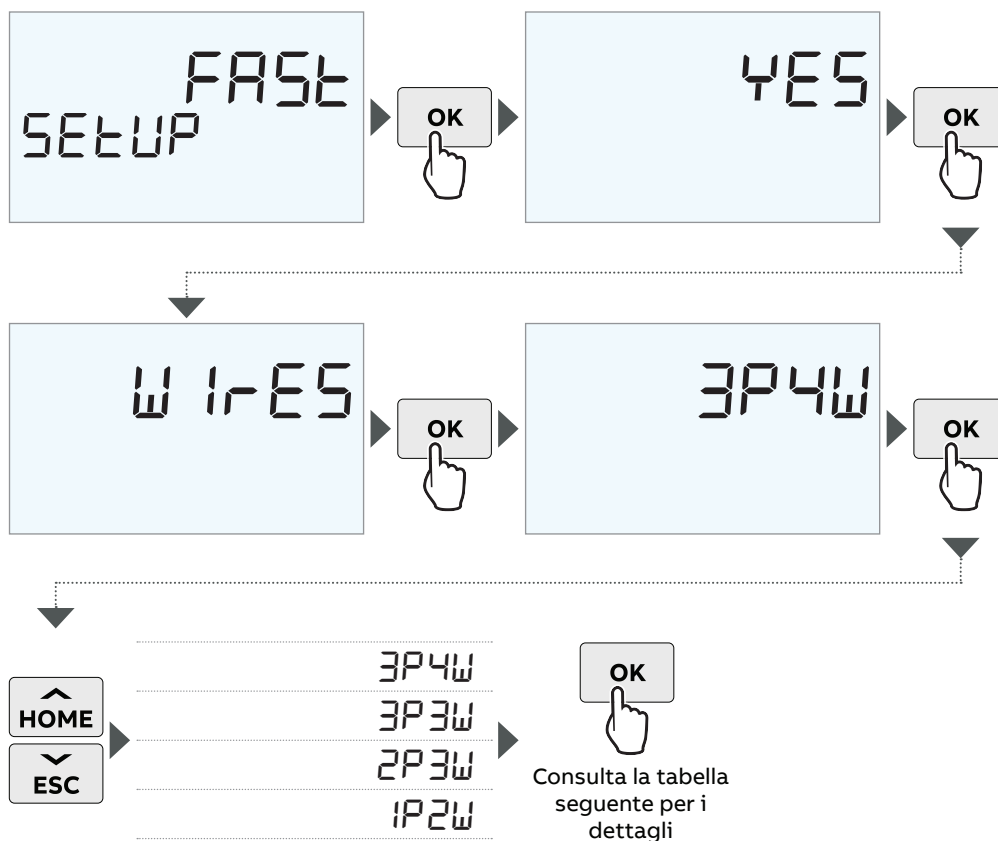 FASt
SEtUP
OK
YES
OK
WIrES
OK
3P4W
OK
HOME
ESC
3P4W
3P3W
2P3W
1P2W
OK
Consulta la tabella
seguente per i
dettagli